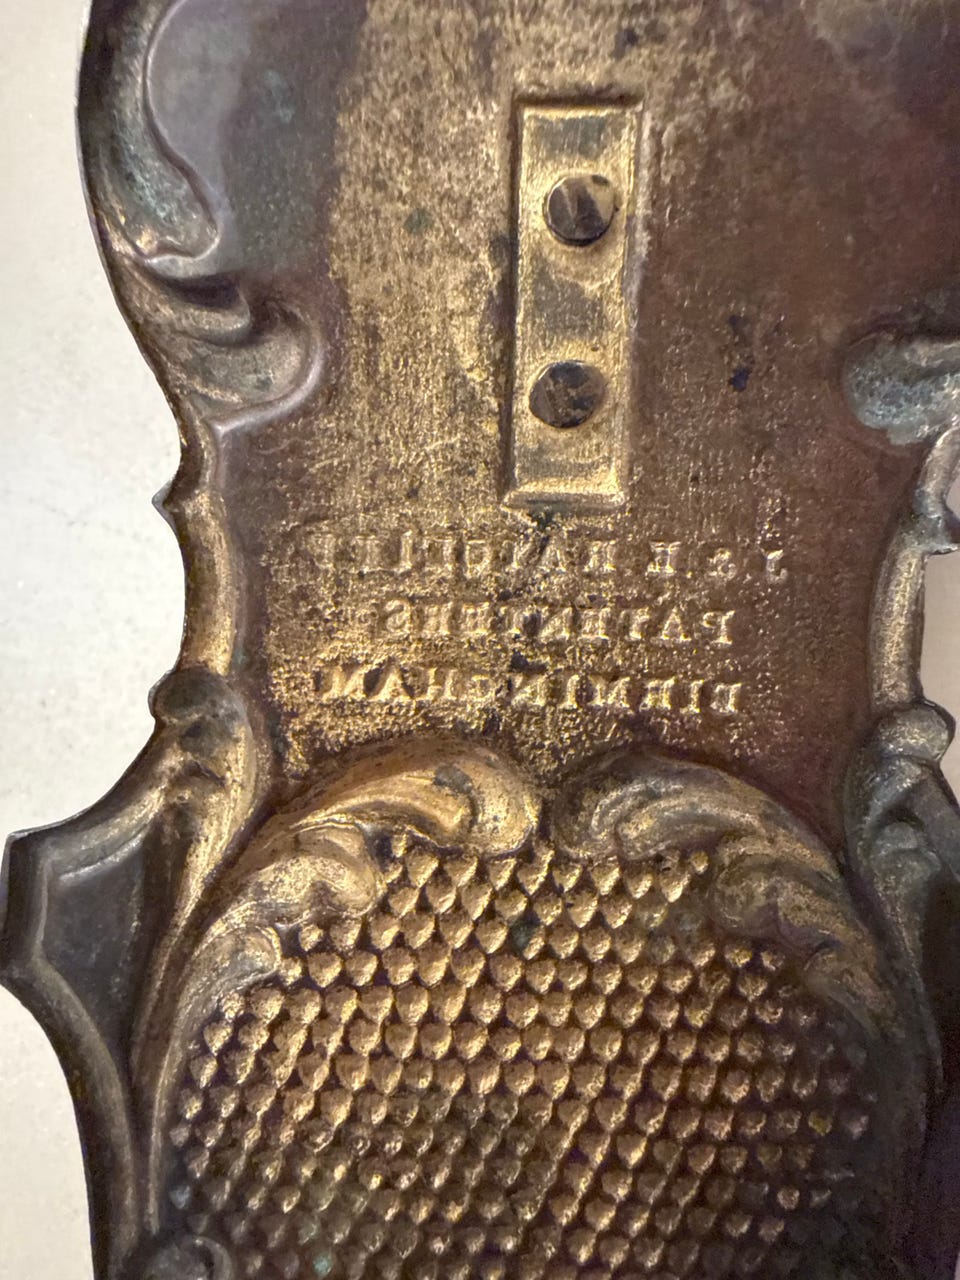 J. & E. RATCLIFF
PATENTEES
BIRMINGHAM